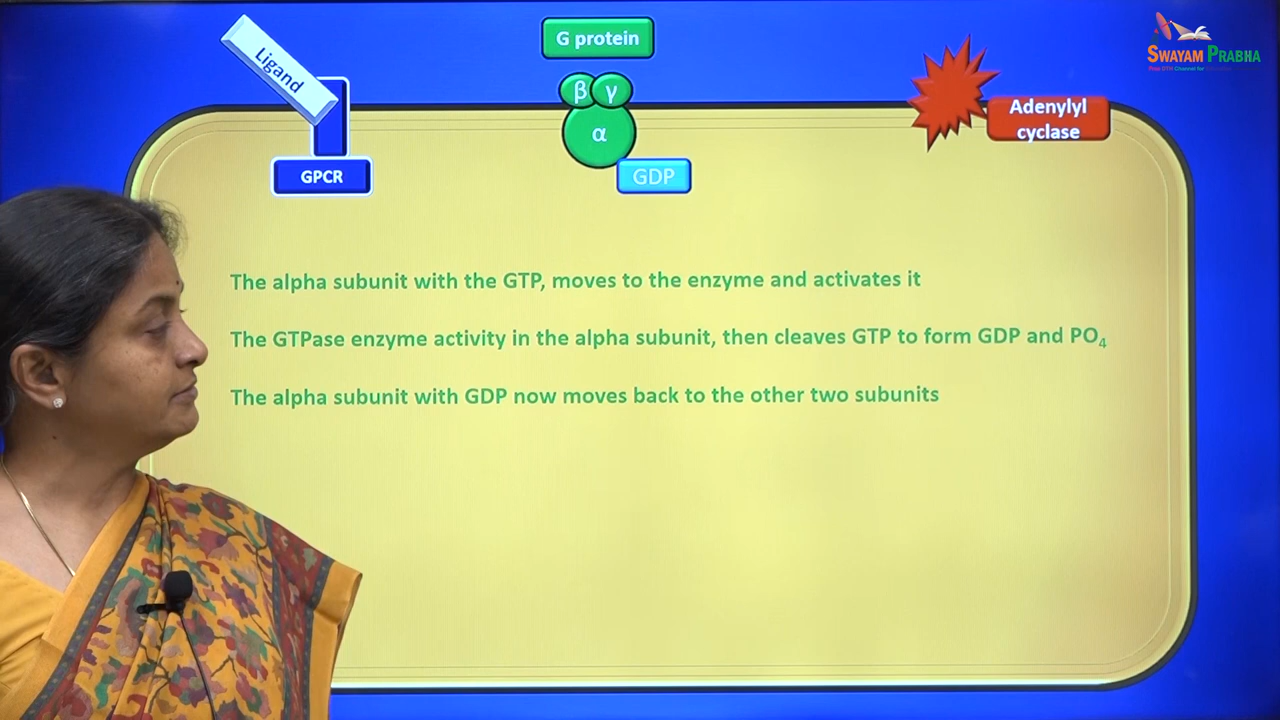 Ligand
G protein
β γ
α
GDP
GPCR
Adenylyl
cyclase
SWAYAM PRABHA
The alpha subunit with the GTP, moves to the enzyme and activates it
The GTPase enzyme activity in the alpha subunit, then cleaves GTP to form GDP and PO₄
The alpha subunit with GDP now moves back to the other two subunits